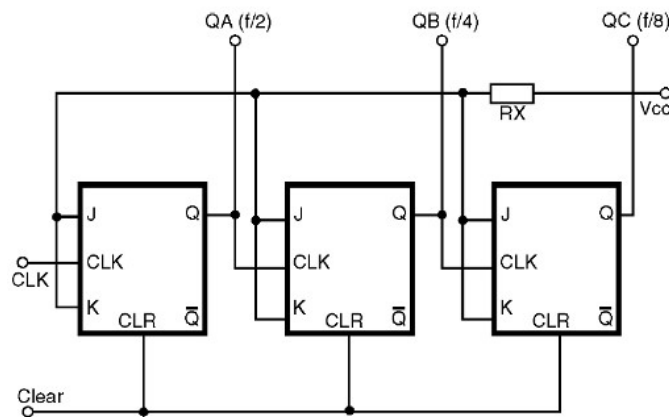 QA (f/2) QB (f/4) QC (f/8)
RX
Vcc
J Q J Q J Q
CLK CLK CLK
CLK
K CLR Q̅ K CLR Q̅ K CLR Q̅
Clear